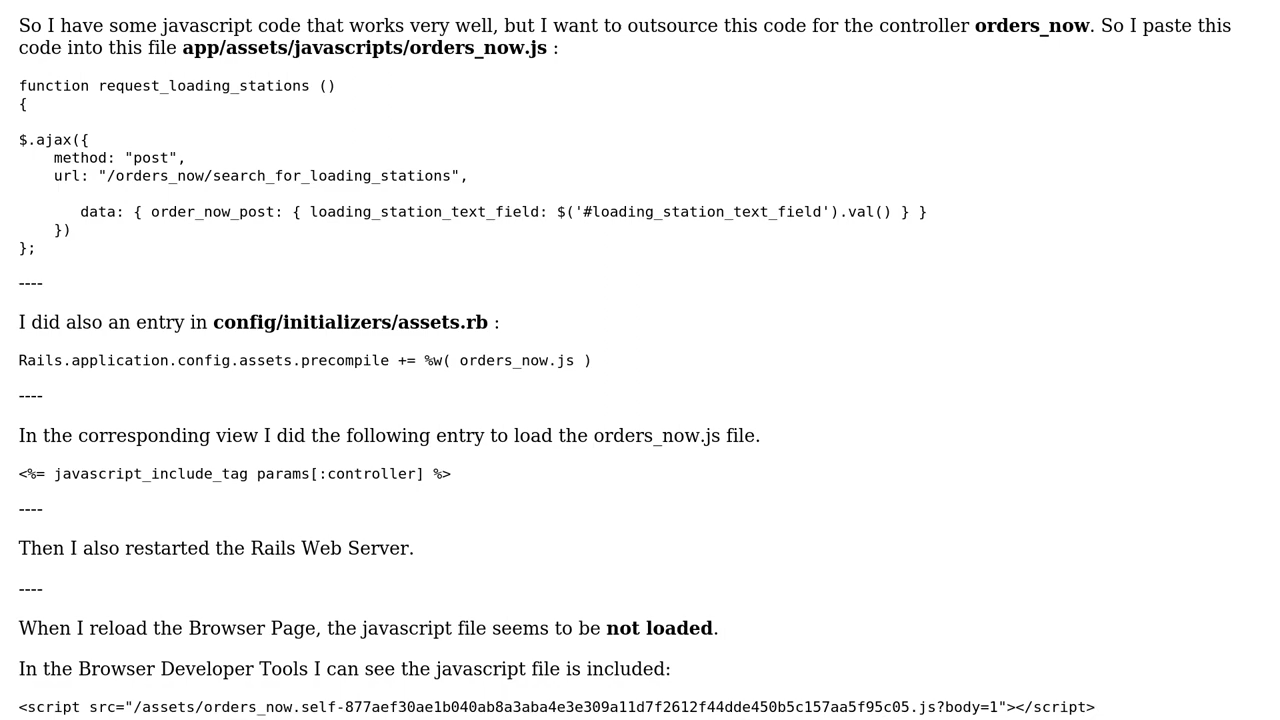 So I have some javascript code that works very well, but I want to outsource this code for the controller orders_now. So I paste this
code into this file app/assets/javascripts/orders_now.js :
function request_loading_stations ()
{
$.ajax({
    method: "post",
    url: "/orders_now/search_for_loading_stations",
       data: { order_now_post: { loading_station_text_field: $('#loading_station_text_field').val() } }
    })
};
----
I did also an entry in config/initializers/assets.rb :
Rails.application.config.assets.precompile += %w( orders_now.js )
----
In the corresponding view I did the following entry to load the orders_now.js file.
<%= javascript_include_tag params[:controller] %>
----
Then I also restarted the Rails Web Server.
----
When I reload the Browser Page, the javascript file seems to be not loaded.
In the Browser Developer Tools I can see the javascript file is included:
<script src="/assets/orders_now.self-877aef30ae1b040ab8a3aba4e3e309a11d7f2612f44dde450b5c157aa5f95c05.js?body=1"></script>